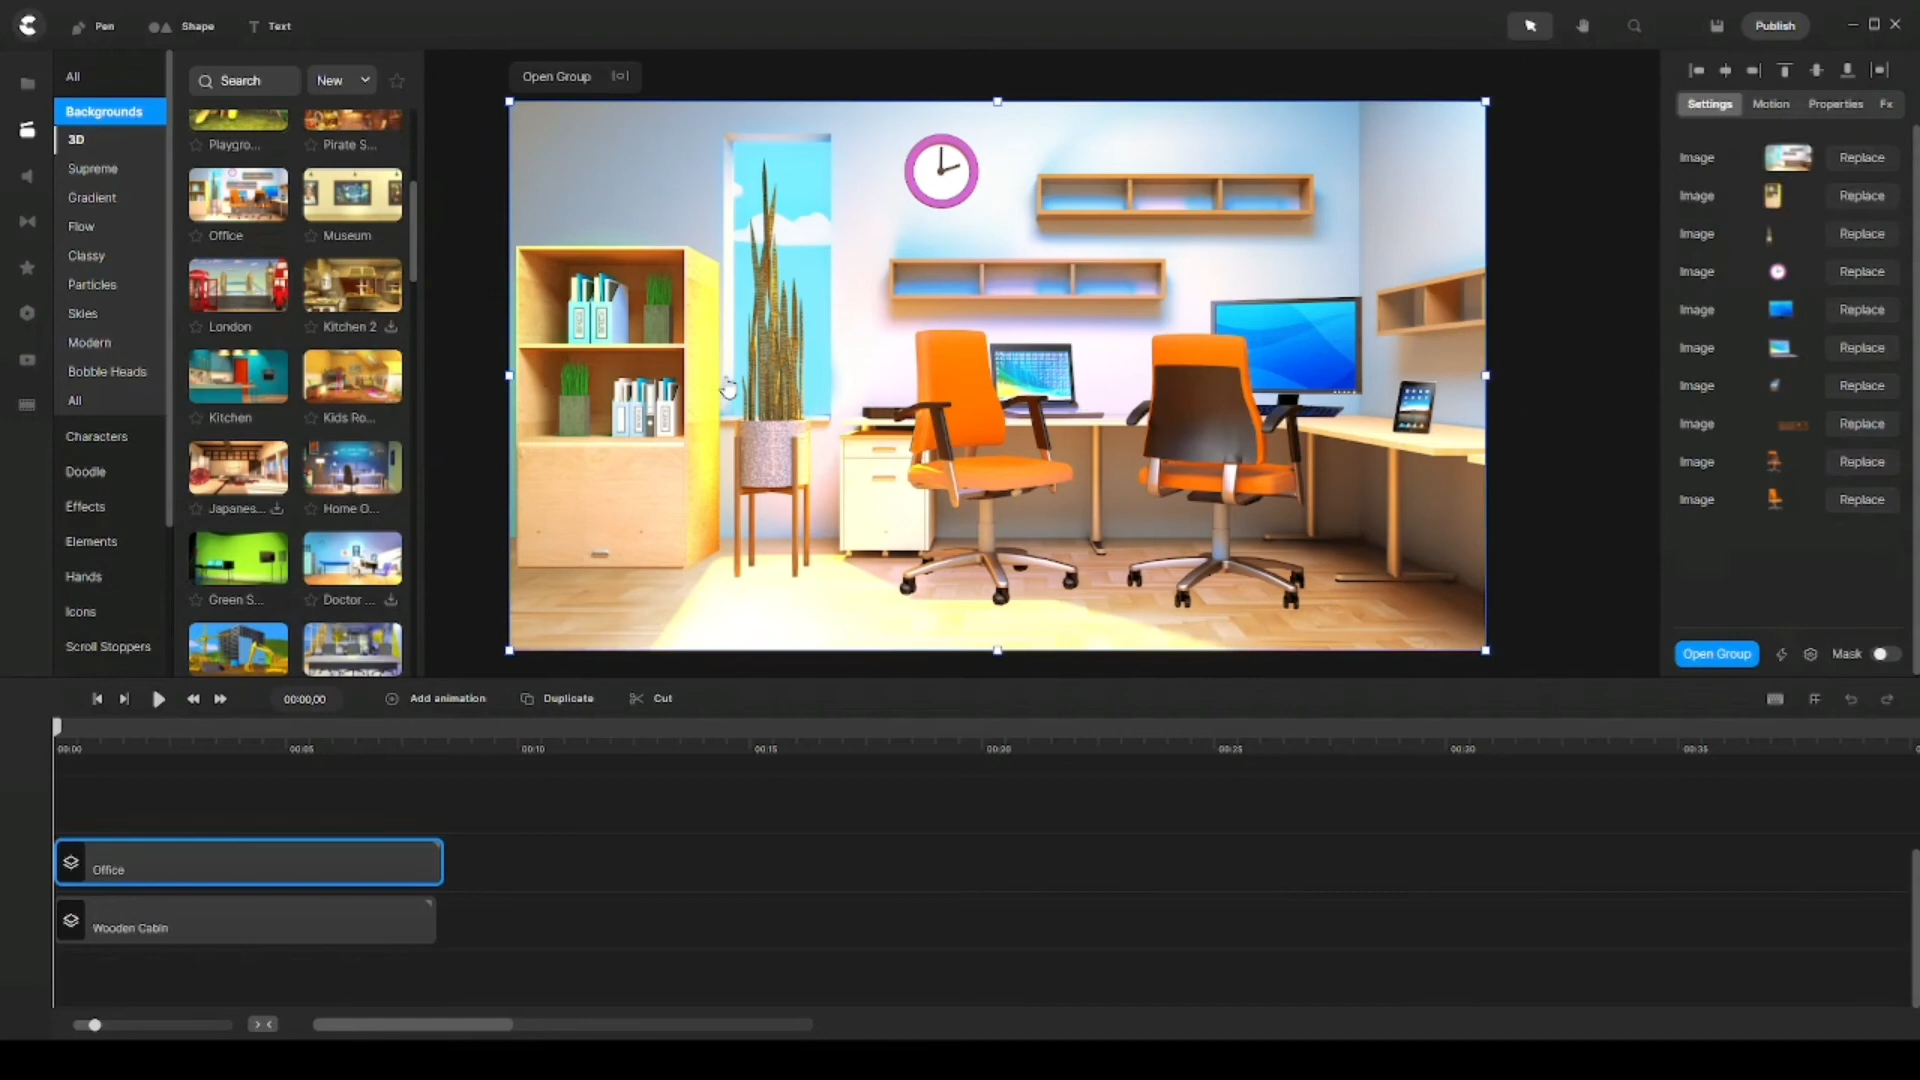 Pen
Shape
Text
Publish
All
Backgrounds
3D
Supreme
Gradient
Flow
Classy
Particles
Skies
Modern
Bobble Heads
All
Characters
Doodle
Effects
Elements
Hands
Icons
Scroll Stoppers
Search
New
Playgro...
Pirate S...
Office
Museum
London
Kitchen 2
Kitchen
Kids Ro...
Japanes...
Home O...
Green S...
Doctor ...
Open Group
Settings
Motion
Properties
Fx
Image
Replace
Image
Replace
Image
Replace
Image
Replace
Image
Replace
Image
Replace
Image
Replace
Image
Replace
Image
Replace
Image
Replace
Open Group
Mask
00:00,00
Add animation
Duplicate
Cut
00:00
00:05
00:10
00:15
00:20
00:25
00:30
00:35
Office
Wooden Cabin